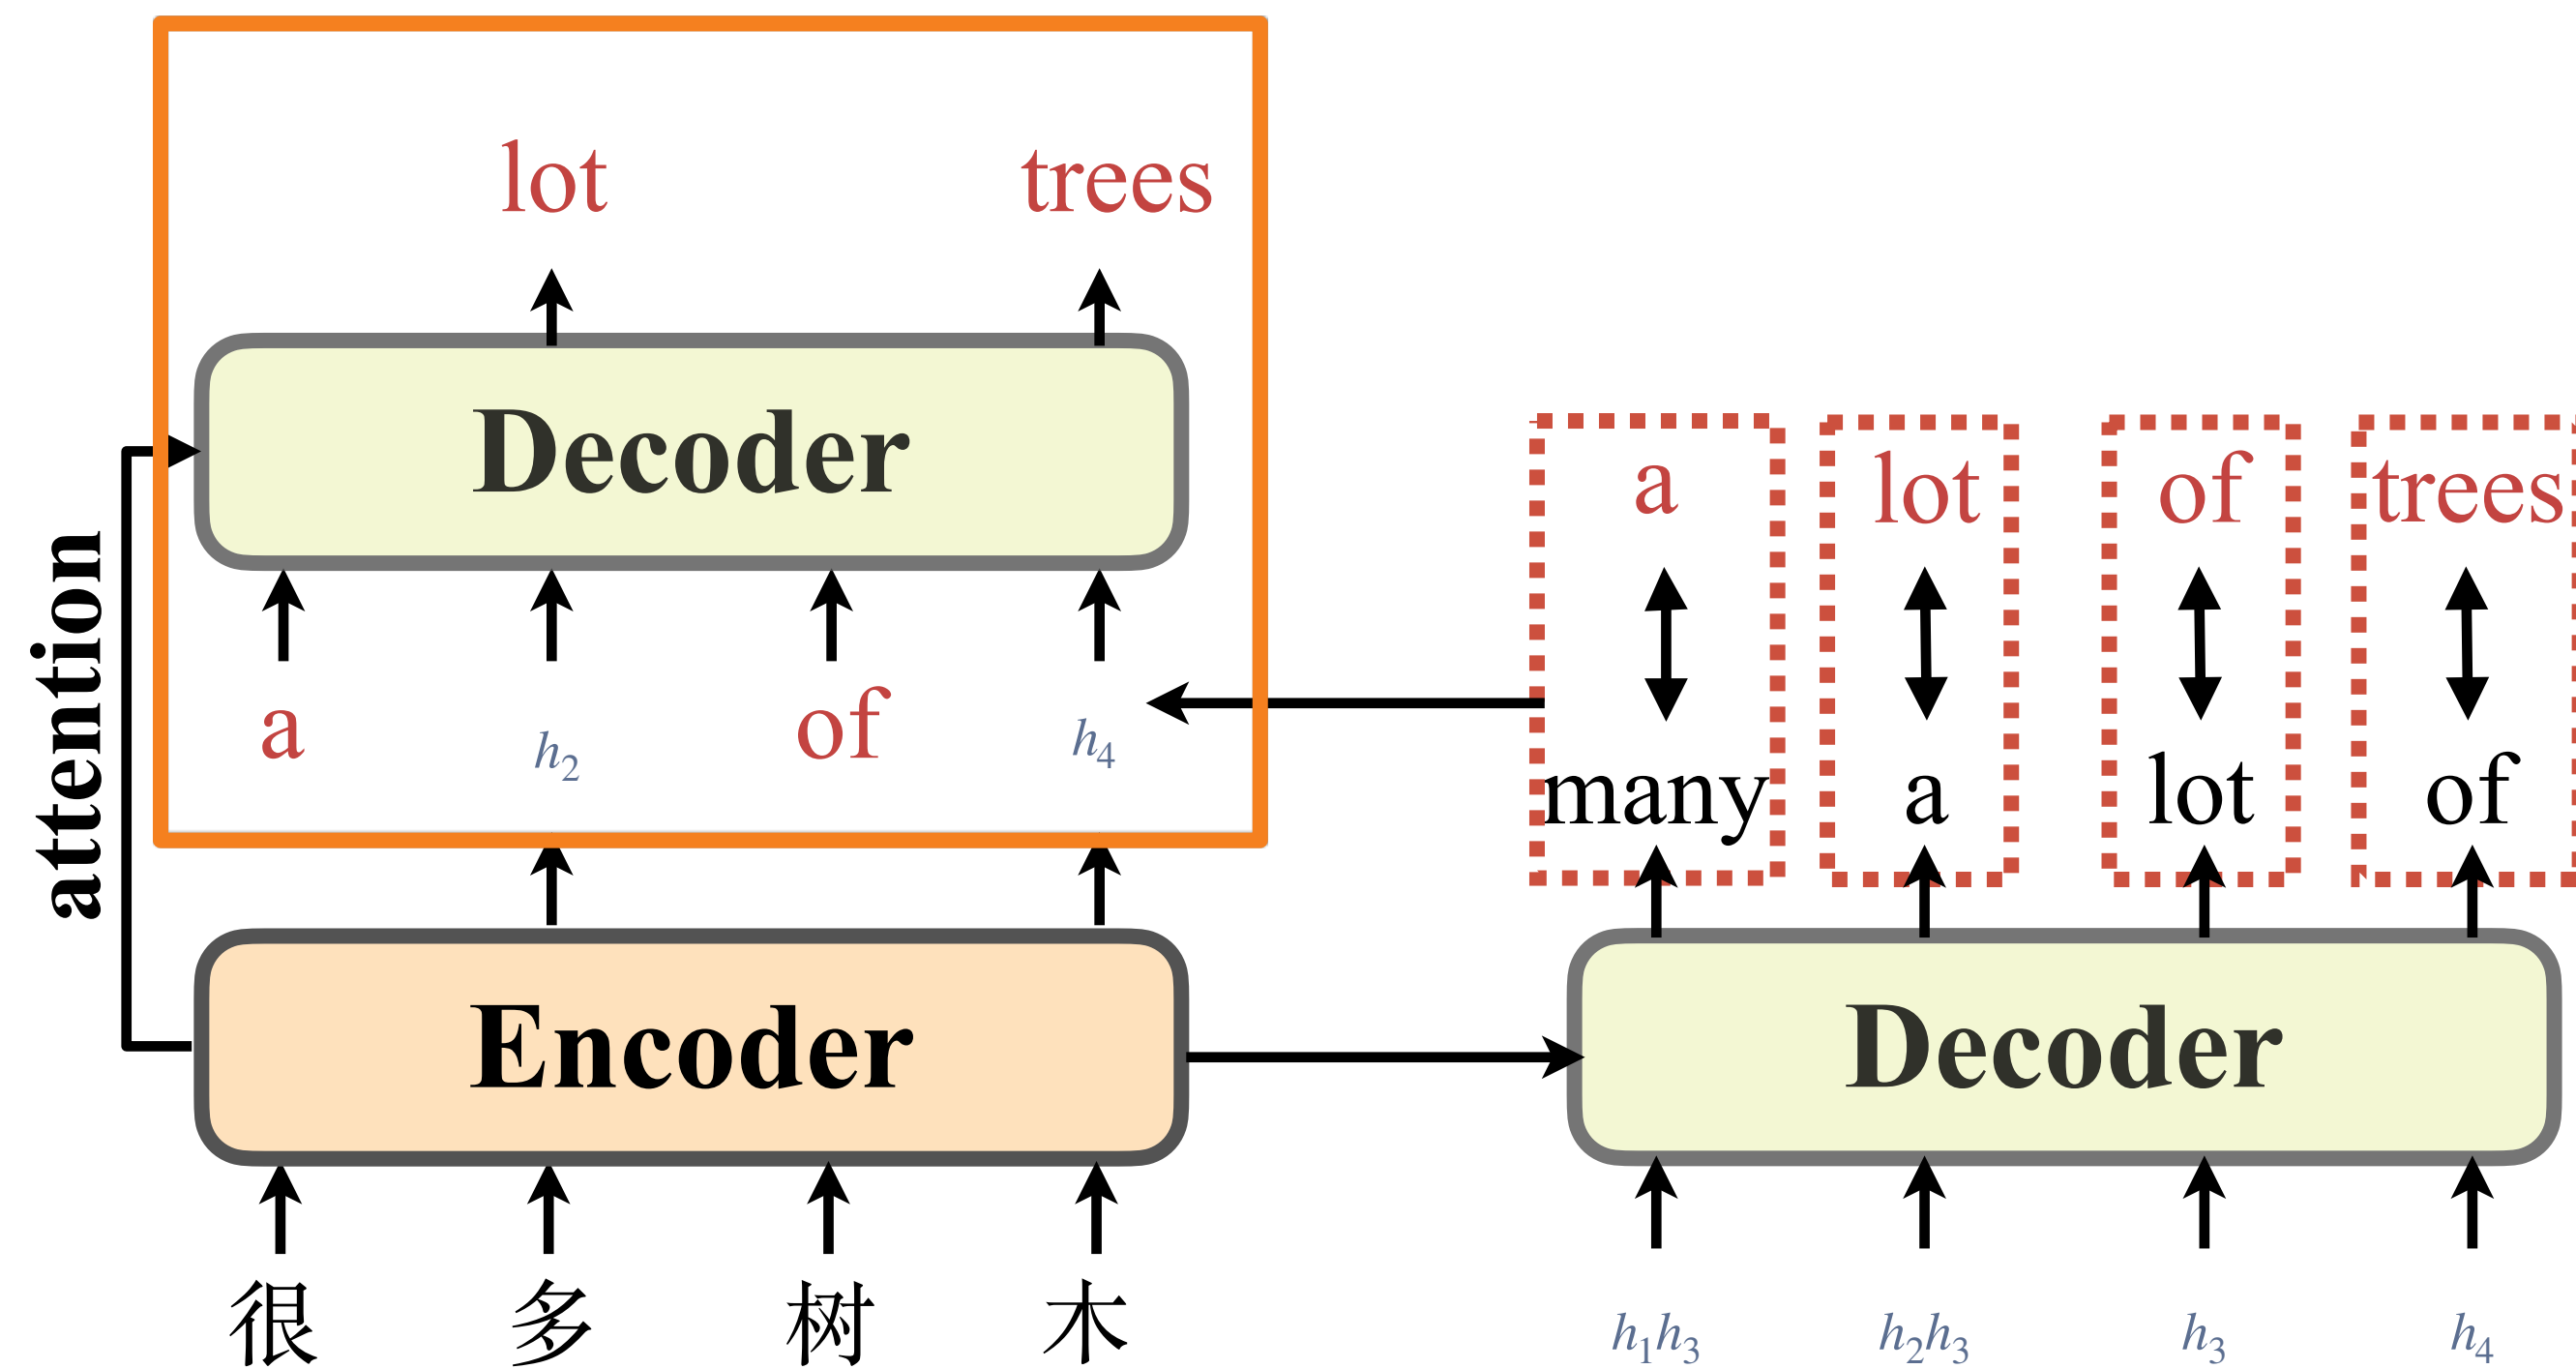 lot trees
Decoder
a h₂ of h₄
attention
Encoder
很 多 树 木
a lot of trees
many a lot of
Decoder
h₁h₃ h₂h₃ h₃ h₄